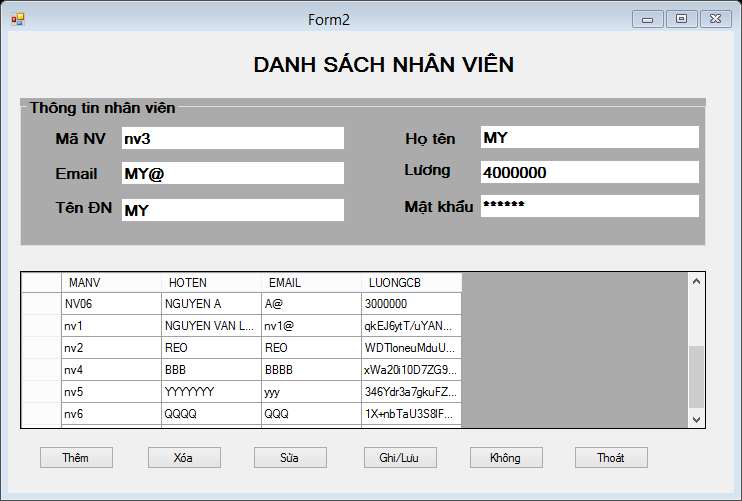 Form2
DANH SÁCH NHÂN VIÊN
Thông tin nhân viên
Mã NV nv3 Họ tên MY
Email MY@ Lương 4000000
Tên ĐN MY Mật khẩu ******
MANV HOTEN EMAIL LUONGCB
NV06 NGUYEN A A@ 3000000
nv1 NGUYEN VAN L... nv1@ qkEJ6ytT/uYAN...
nv2 REO REO WDTloneuMduU...
nv4 BBB BBBB xWa20i10D7ZG9...
nv5 YYYYYYY yyy 346Ydr3a7gkuFZ...
nv6 QQQQ QQQ 1X+nbTaU3S8lF...
Thêm Xóa Sửa Ghi/Lưu Không Thoát